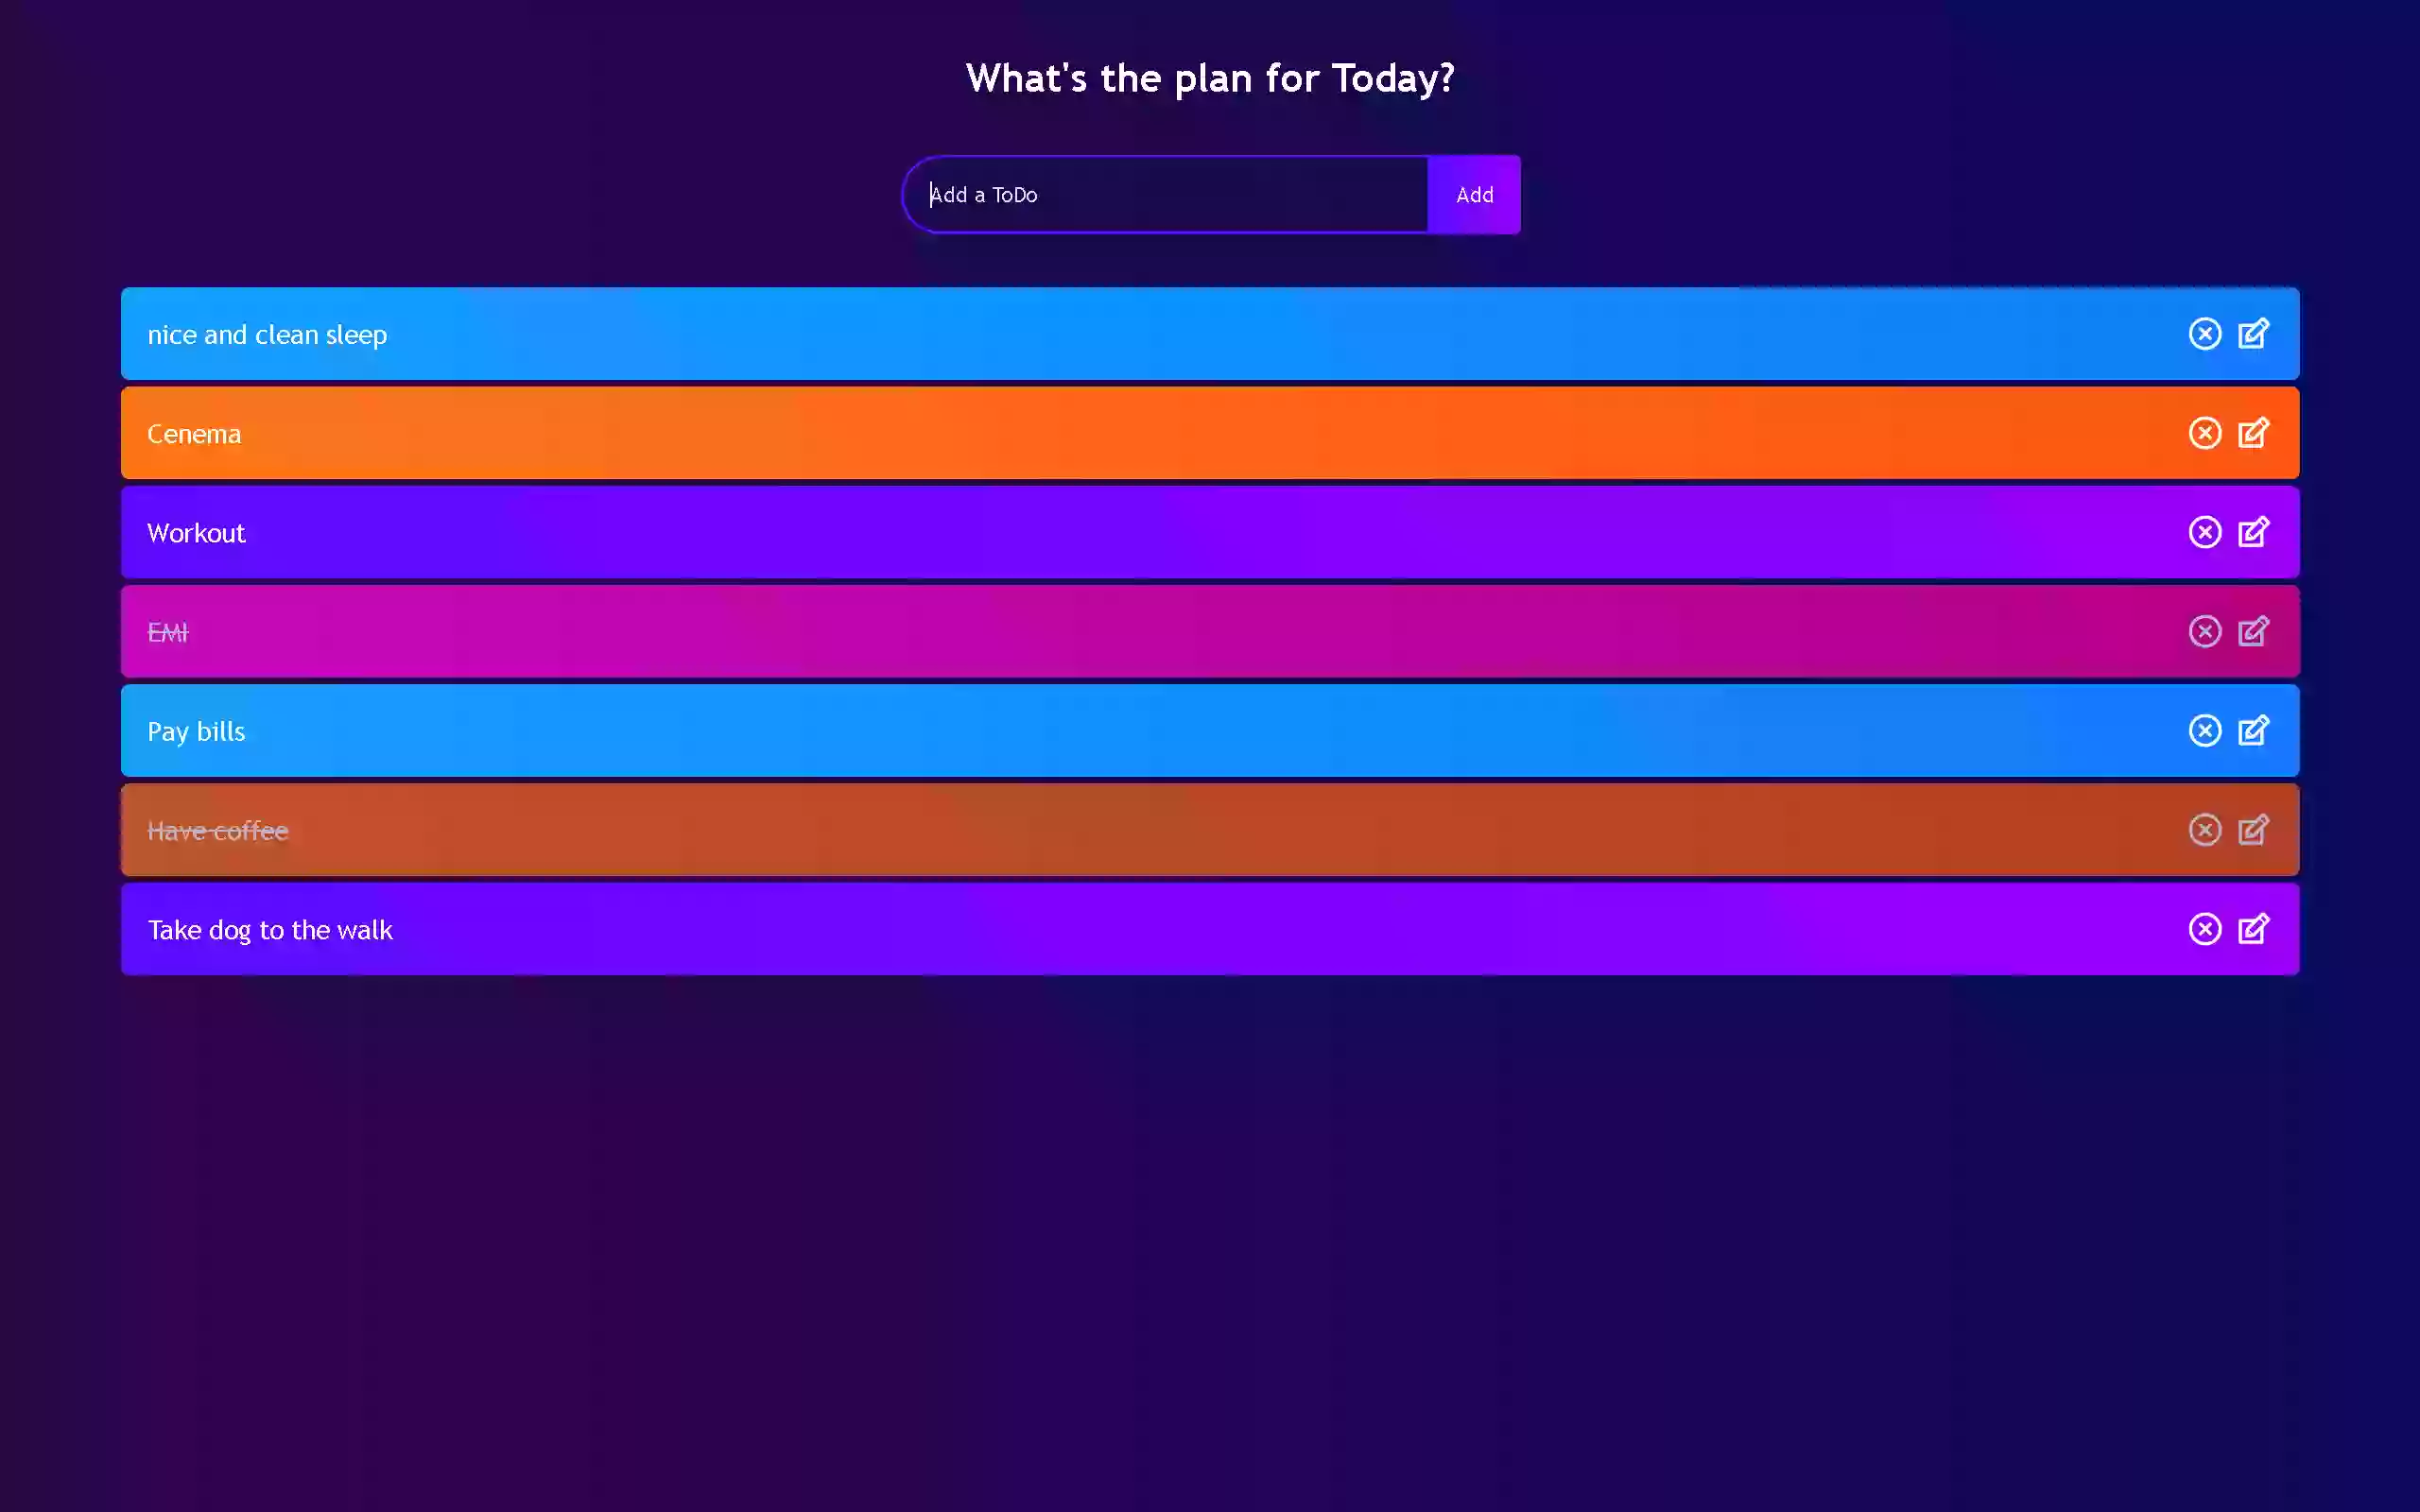 What's the plan for Today?
Add a ToDo
Add
nice and clean sleep
Cenema
Workout
EMI
Pay bills
Have coffee
Take dog to the walk